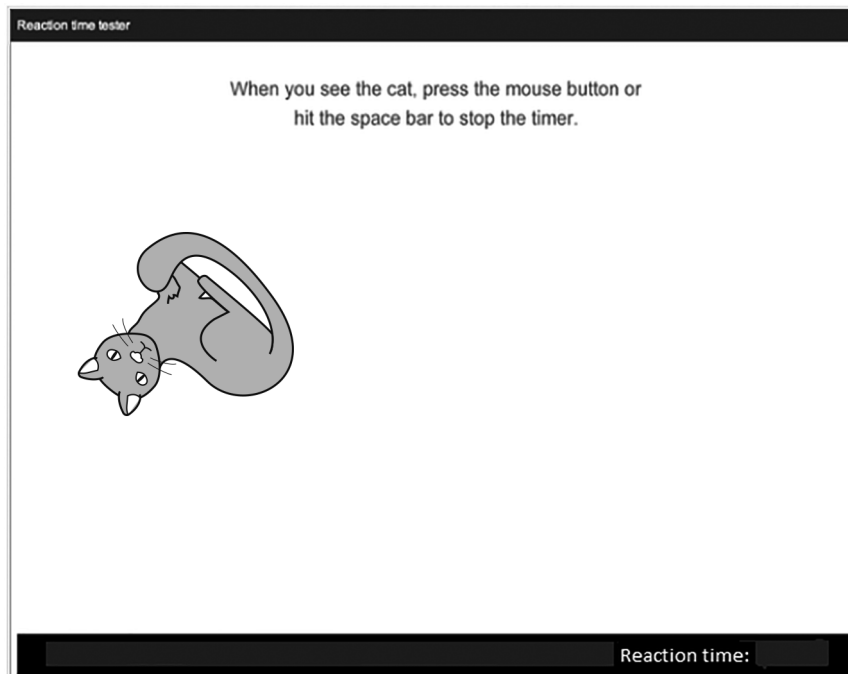 Reaction time tester
When you see the cat, press the mouse button or
hit the space bar to stop the timer.
Reaction time: